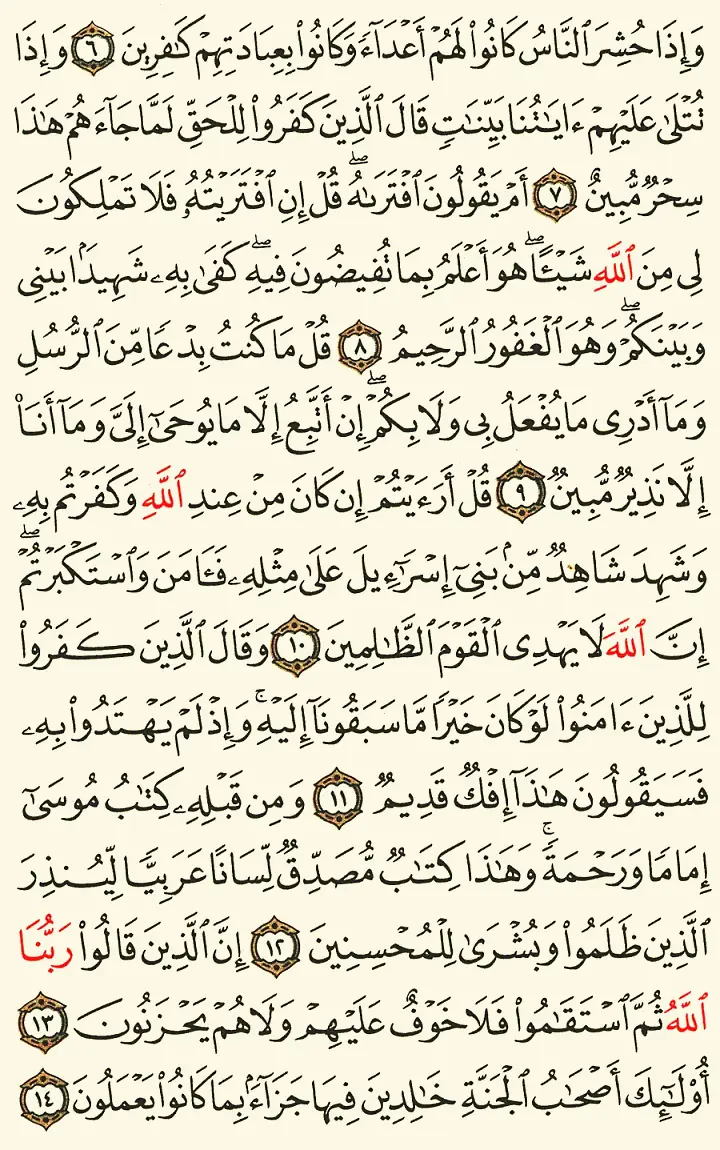 وَإِذَا حُشِرَ ٱلنَّاسُ كَانُوا۟ لَهُمْ أَعْدَآءً وَكَانُوا۟ بِعِبَادَتِهِمْ كَـٰفِرِينَ ٦ وَإِذَا
تُتْلَىٰ عَلَيْهِمْ ءَايَـٰتُنَا بَيِّنَـٰتٍ قَالَ ٱلَّذِينَ كَفَرُوا۟ لِلْحَقِّ لَمَّا جَآءَهُمْ هَـٰذَا
سِحْرٌ مُّبِينٌ ٧ أَمْ يَقُولُونَ ٱفْتَرَىٰهُ ۖ قُلْ إِنِ ٱفْتَرَيْتُهُۥ فَلَا تَمْلِكُونَ
لِى مِنَ ٱللَّهِ شَيْـًٔا ۖ هُوَ أَعْلَمُ بِمَا تُفِيضُونَ فِيهِ ۖ كَفَىٰ بِهِۦ شَهِيدًۢا بَيْنِى
وَبَيْنَكُمْ ۖ وَهُوَ ٱلْغَفُورُ ٱلرَّحِيمُ ٨ قُلْ مَا كُنتُ بِدْعًا مِّنَ ٱلرُّسُلِ
وَمَآ أَدْرِى مَا يُفْعَلُ بِى وَلَا بِكُمْ ۖ إِنْ أَتَّبِعُ إِلَّا مَا يُوحَىٰٓ إِلَىَّ وَمَآ أَنَا۠
إِلَّا نَذِيرٌ مُّبِينٌ ٩ قُلْ أَرَءَيْتُمْ إِن كَانَ مِنْ عِندِ ٱللَّهِ وَكَفَرْتُم بِهِۦ
وَشَهِدَ شَاهِدٌ مِّنۢ بَنِىٓ إِسْرَٰٓءِيلَ عَلَىٰ مِثْلِهِۦ فَـَٔامَنَ وَٱسْتَكْبَرْتُمْ ۖ
إِنَّ ٱللَّهَ لَا يَهْدِى ٱلْقَوْمَ ٱلظَّـٰلِمِينَ ١٠ وَقَالَ ٱلَّذِينَ كَفَرُوا۟
لِلَّذِينَ ءَامَنُوا۟ لَوْ كَانَ خَيْرًا مَّا سَبَقُونَآ إِلَيْهِ ۚ وَإِذْ لَمْ يَهْتَدُوا۟ بِهِۦ
فَسَيَقُولُونَ هَـٰذَآ إِفْكٌ قَدِيمٌ ١١ وَمِن قَبْلِهِۦ كِتَـٰبُ مُوسَىٰٓ
إِمَامًا وَرَحْمَةً ۚ وَهَـٰذَا كِتَـٰبٌ مُّصَدِّقٌ لِّسَانًا عَرَبِيًّا لِّيُنذِرَ
ٱلَّذِينَ ظَلَمُوا۟ وَبُشْرَىٰ لِلْمُحْسِنِينَ ١٢ إِنَّ ٱلَّذِينَ قَالُوا۟ رَبُّنَا
ٱللَّهُ ثُمَّ ٱسْتَقَـٰمُوا۟ فَلَا خَوْفٌ عَلَيْهِمْ وَلَا هُمْ يَحْزَنُونَ ١٣
أُو۟لَـٰٓئِكَ أَصْحَـٰبُ ٱلْجَنَّةِ خَـٰلِدِينَ فِيهَا جَزَآءًۢ بِمَا كَانُوا۟ يَعْمَلُونَ ١٤